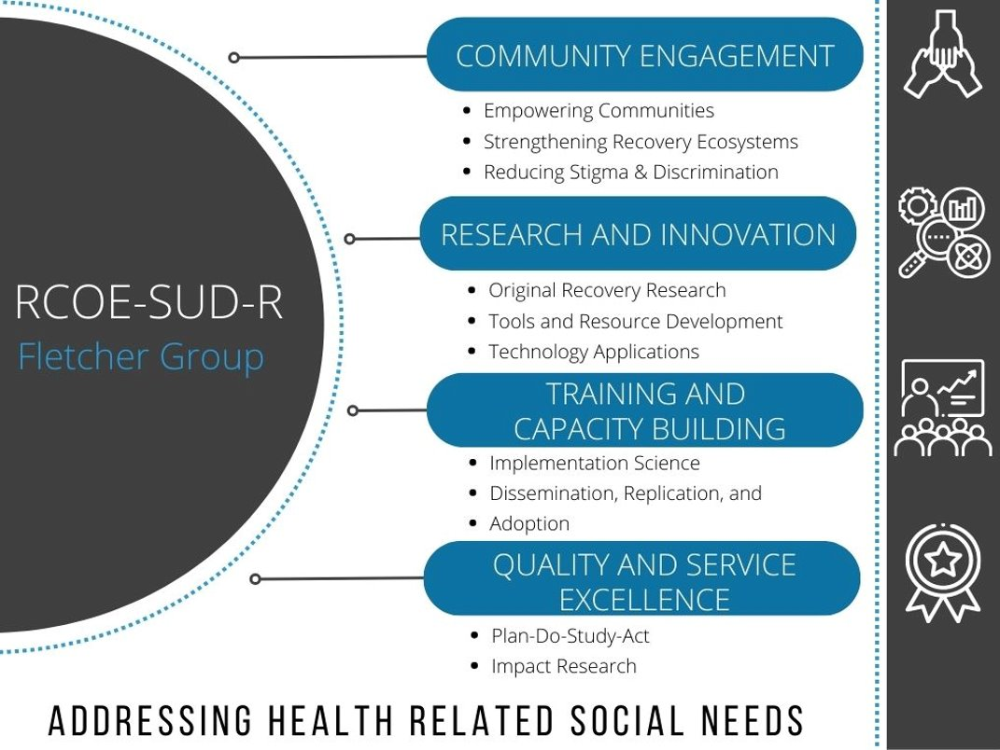 COMMUNITY ENGAGEMENT
• Empowering Communities
• Strengthening Recovery Ecosystems
• Reducing Stigma & Discrimination
RESEARCH AND INNOVATION
• Original Recovery Research
• Tools and Resource Development
• Technology Applications
RCOE-SUD-R
Fletcher Group
TRAINING AND
CAPACITY BUILDING
• Implementation Science
• Dissemination, Replication, and
• Adoption
QUALITY AND SERVICE
EXCELLENCE
• Plan-Do-Study-Act
• Impact Research
ADDRESSING HEALTH RELATED SOCIAL NEEDS